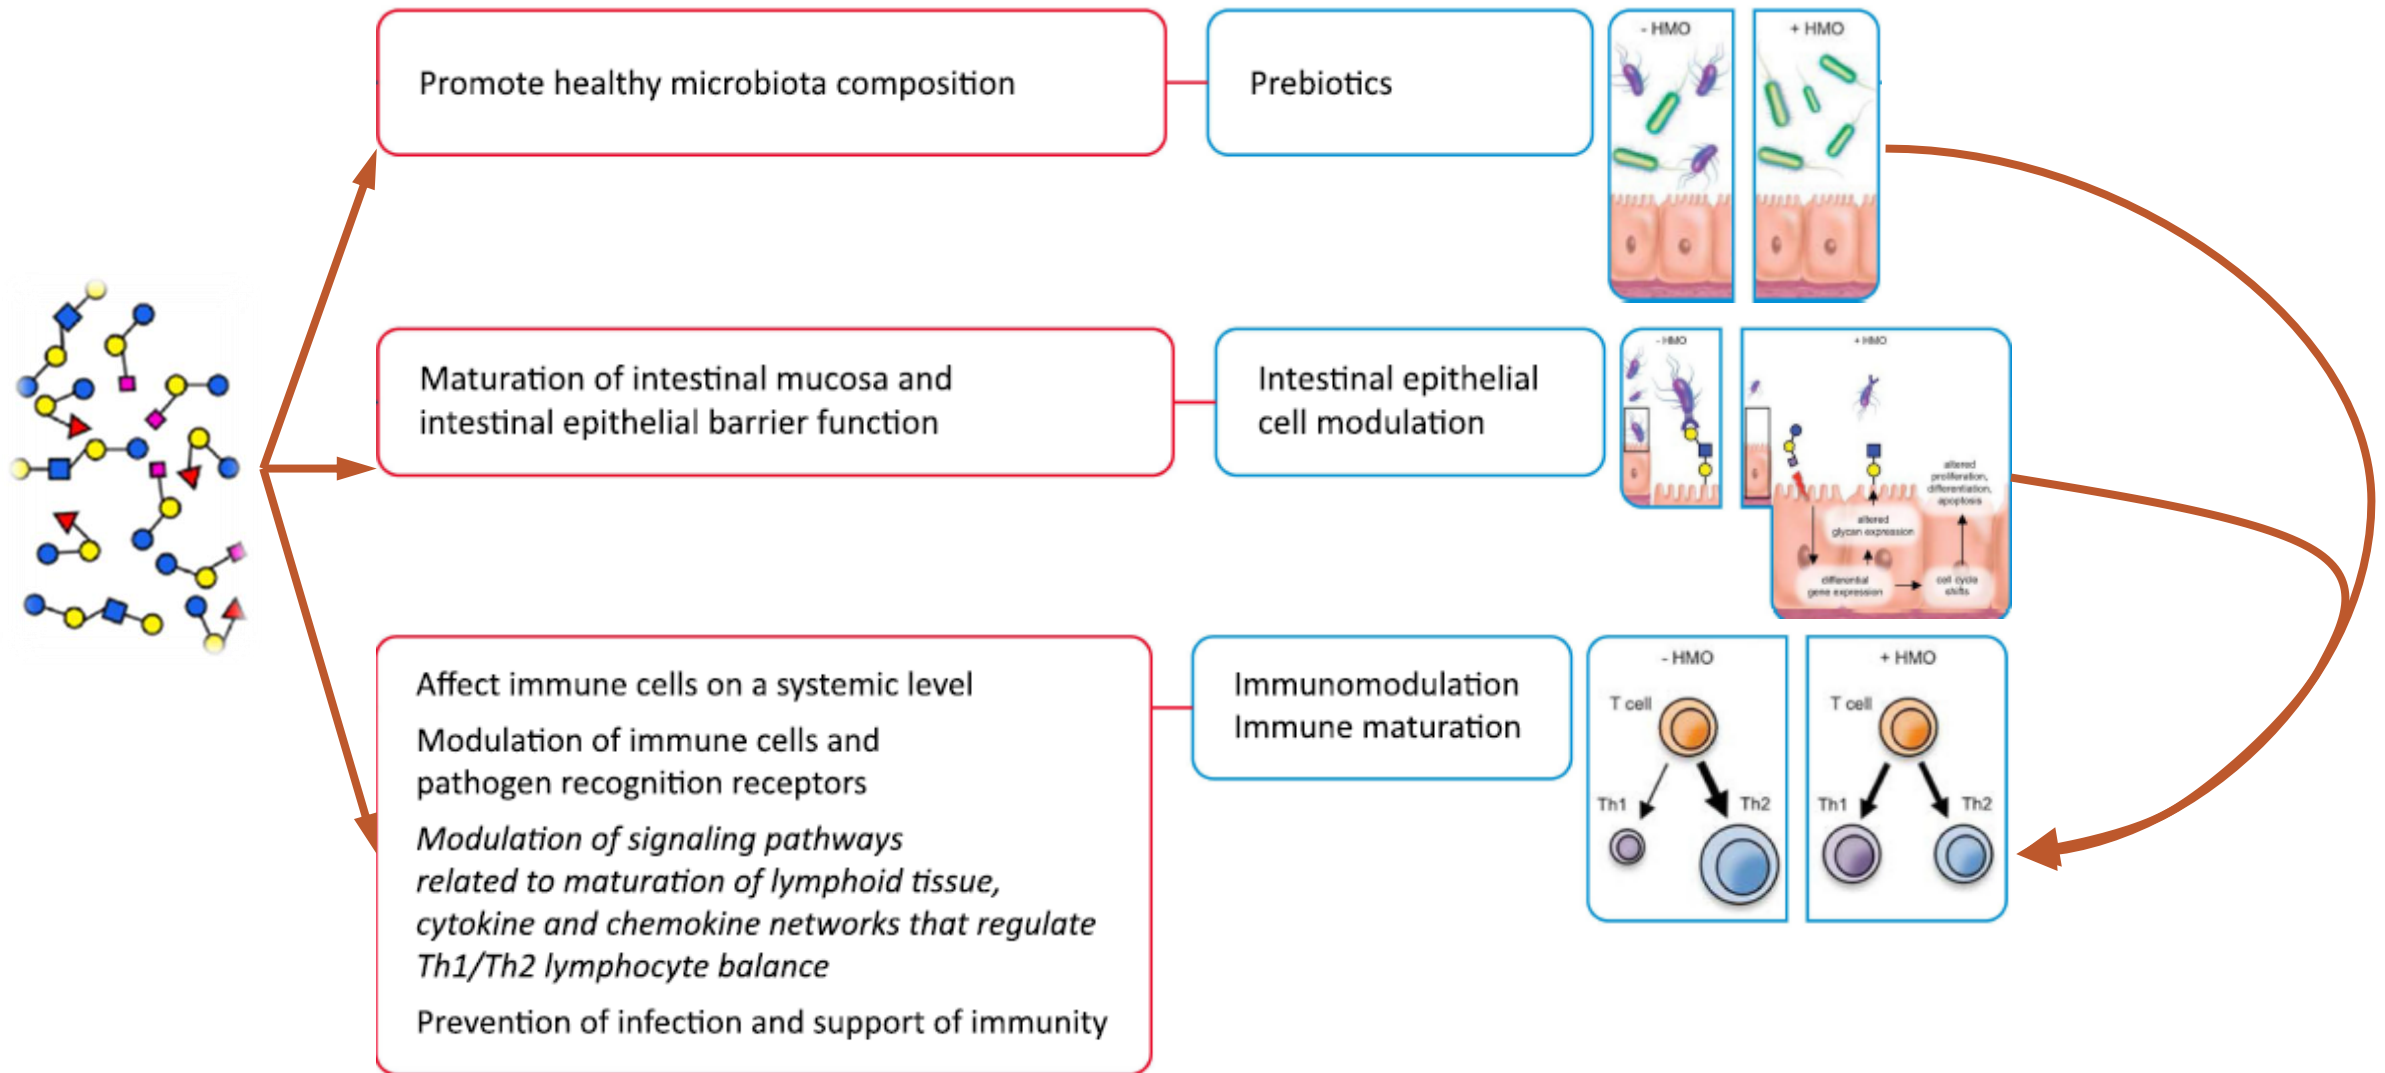 Promote healthy microbiota composition
Prebiotics
- HMO
+ HMO
Maturation of intestinal mucosa and
intestinal epithelial barrier function
Intestinal epithelial
cell modulation
- HMO
+ HMO
altered
proliferation,
differentiation,
apoptosis
altered
glycan expression
differential
gene expression
cell cycle
shifts
Affect immune cells on a systemic level
Modulation of immune cells and
pathogen recognition receptors
Modulation of signaling pathways
related to maturation of lymphoid tissue,
cytokine and chemokine networks that regulate
Th1/Th2 lymphocyte balance
Prevention of infection and support of immunity
Immunomodulation
Immune maturation
- HMO
T cell
Th1
Th2
+ HMO
T cell
Th1
Th2